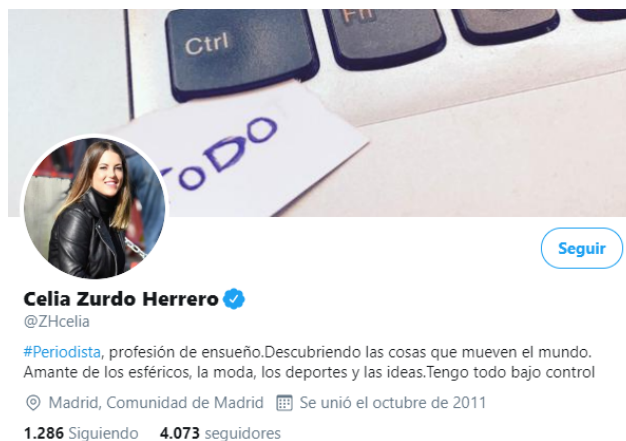 Ctrl
Fn
ToDO
Seguir
Celia Zurdo Herrero
@ZHcelia
#Periodista, profesión de ensueño.Descubriendo las cosas que mueven el mundo.
Amante de los esféricos, la moda, los deportes y las ideas.Tengo todo bajo control
Madrid, Comunidad de Madrid Se unió el octubre de 2011
1.286 Siguiendo 4.073 seguidores